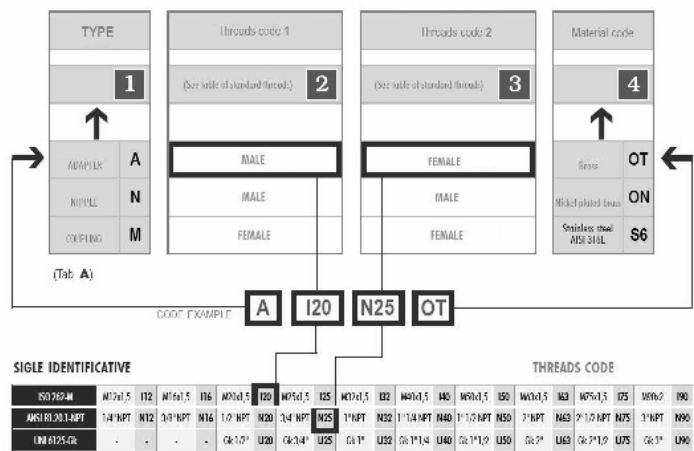 TYPE Threads code 1 Threads code 2 Material code
1 (See table of standard threads) 2 (See table of standard threads) 3 4
ADAPTER A MALE FEMALE Brass OT
NIPPLE N MALE MALE Nickel plated brass ON
COUPLING M FEMALE FEMALE Stainless steel AISI 316L S6
(Tab A)
CODE EXAMPLE A I20 N25 OT
SIGLE IDENTIFICATIVE THREADS CODE
ISO 262-M M12x1,5 I12 M16x1,5 I16 M20x1,5 I20 M25x1,5 I25 M32x1,5 I32 M40x1,5 I40 M50x1,5 I50 M63x1,5 I63 M75x1,5 I75 M90x2 I90
ANSI B1.20.1-NPT 1/4"NPT N12 3/8"NPT N16 1/2"NPT N20 3/4"NPT N25 1"NPT N32 1"1/4 NPT N40 1"1/2 NPT N50 2"NPT N63 2"1/2 NPT N75 3"NPT N90
UNI 6125-Gk - - - - Gk 1/2" U20 Gk 3/4" U25 Gk 1" U32 Gk 1"1/4 U40 Gk 1"1/2 U50 Gk 2" U63 Gk 2"1/2 U75 Gk 3" U90